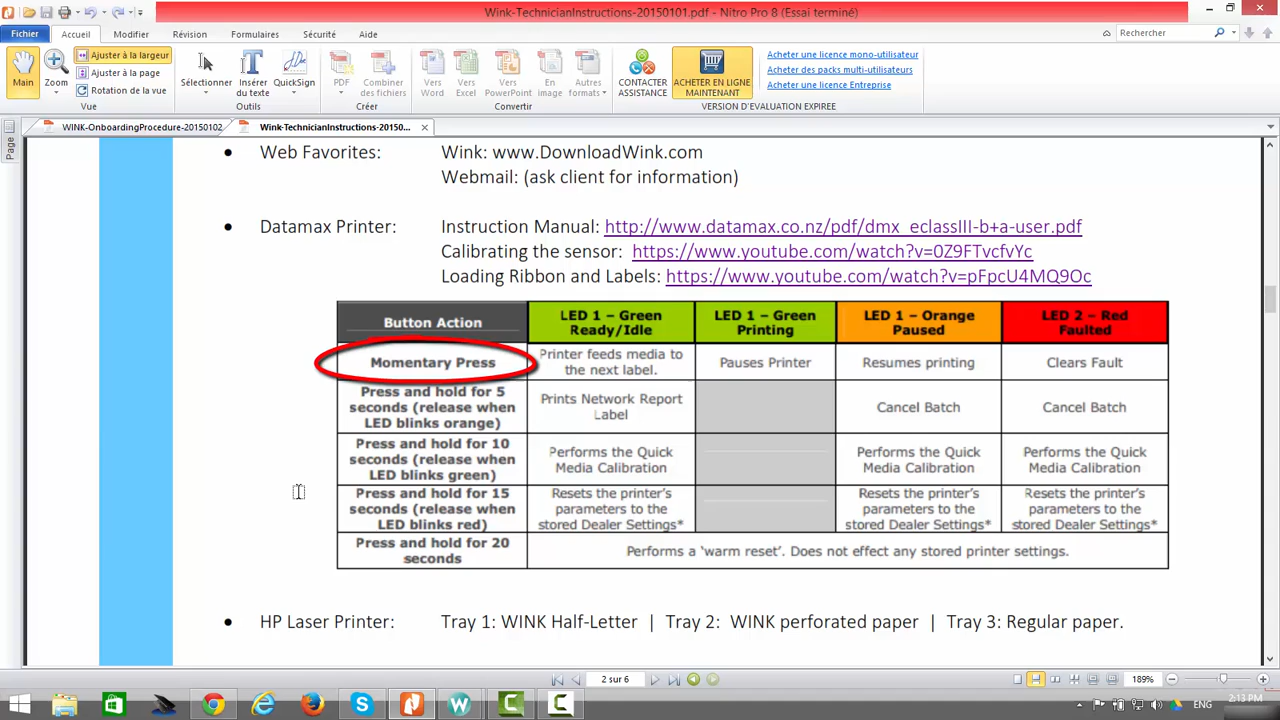 Wink-TechnicianInstructions-20150101.pdf - Nitro Pro 8 (Essai terminé)
Fichier Accueil Modifier Révision Formulaires Sécurité Aide Rechercher
Main
Zoom
Ajuster à la largeur
Ajuster à la page
Rotation de la vue
Vue
Sélectionner
Insérer
du texte
QuickSign
Outils
PDF
Combiner
des fichiers
Créer
Vers
Word
Vers
Excel
Vers
PowerPoint
En
image
Autres
formats
Convertir
CONTACTER
ASSISTANCE
ACHETER EN LIGNE
MAINTENANT
Acheter une licence mono-utilisateur
Acheter des packs multi-utilisateurs
Acheter une licence Entreprise
VERSION D'EVALUATION EXPIREE
WINK-OnboardingProcedure-20150102 Wink-TechnicianInstructions-20150...
Page
• Web Favorites: Wink: www.DownloadWink.com
Webmail: (ask client for information)
• Datamax Printer: Instruction Manual: http://www.datamax.co.nz/pdf/dmx_eclassIII-b+a-user.pdf
Calibrating the sensor: https://www.youtube.com/watch?v=0Z9FTvcfvYc
Loading Ribbon and Labels: https://www.youtube.com/watch?v=pFpcU4MQ9Oc
Button Action
LED 1 – Green
Ready/Idle
LED 1 – Green
Printing
LED 1 – Orange
Paused
LED 2 – Red
Faulted
Momentary Press
Printer feeds media to
the next label.
Pauses Printer
Resumes printing
Clears Fault
Press and hold for 5
seconds (release when
LED blinks orange)
Prints Network Report
Label
Cancel Batch
Cancel Batch
Press and hold for 10
seconds (release when
LED blinks green)
Performs the Quick
Media Calibration
Performs the Quick
Media Calibration
Performs the Quick
Media Calibration
Press and hold for 15
seconds (release when
LED blinks red)
Resets the printer's
parameters to the
stored Dealer Settings*
Resets the printer's
parameters to the
stored Dealer Settings*
Resets the printer's
parameters to the
stored Dealer Settings*
Press and hold for 20
seconds
Performs a 'warm reset'. Does not effect any stored printer settings.
• HP Laser Printer: Tray 1: WINK Half-Letter | Tray 2: WINK perforated paper | Tray 3: Regular paper.
2 sur 6
189%
ENG
2:13 PM